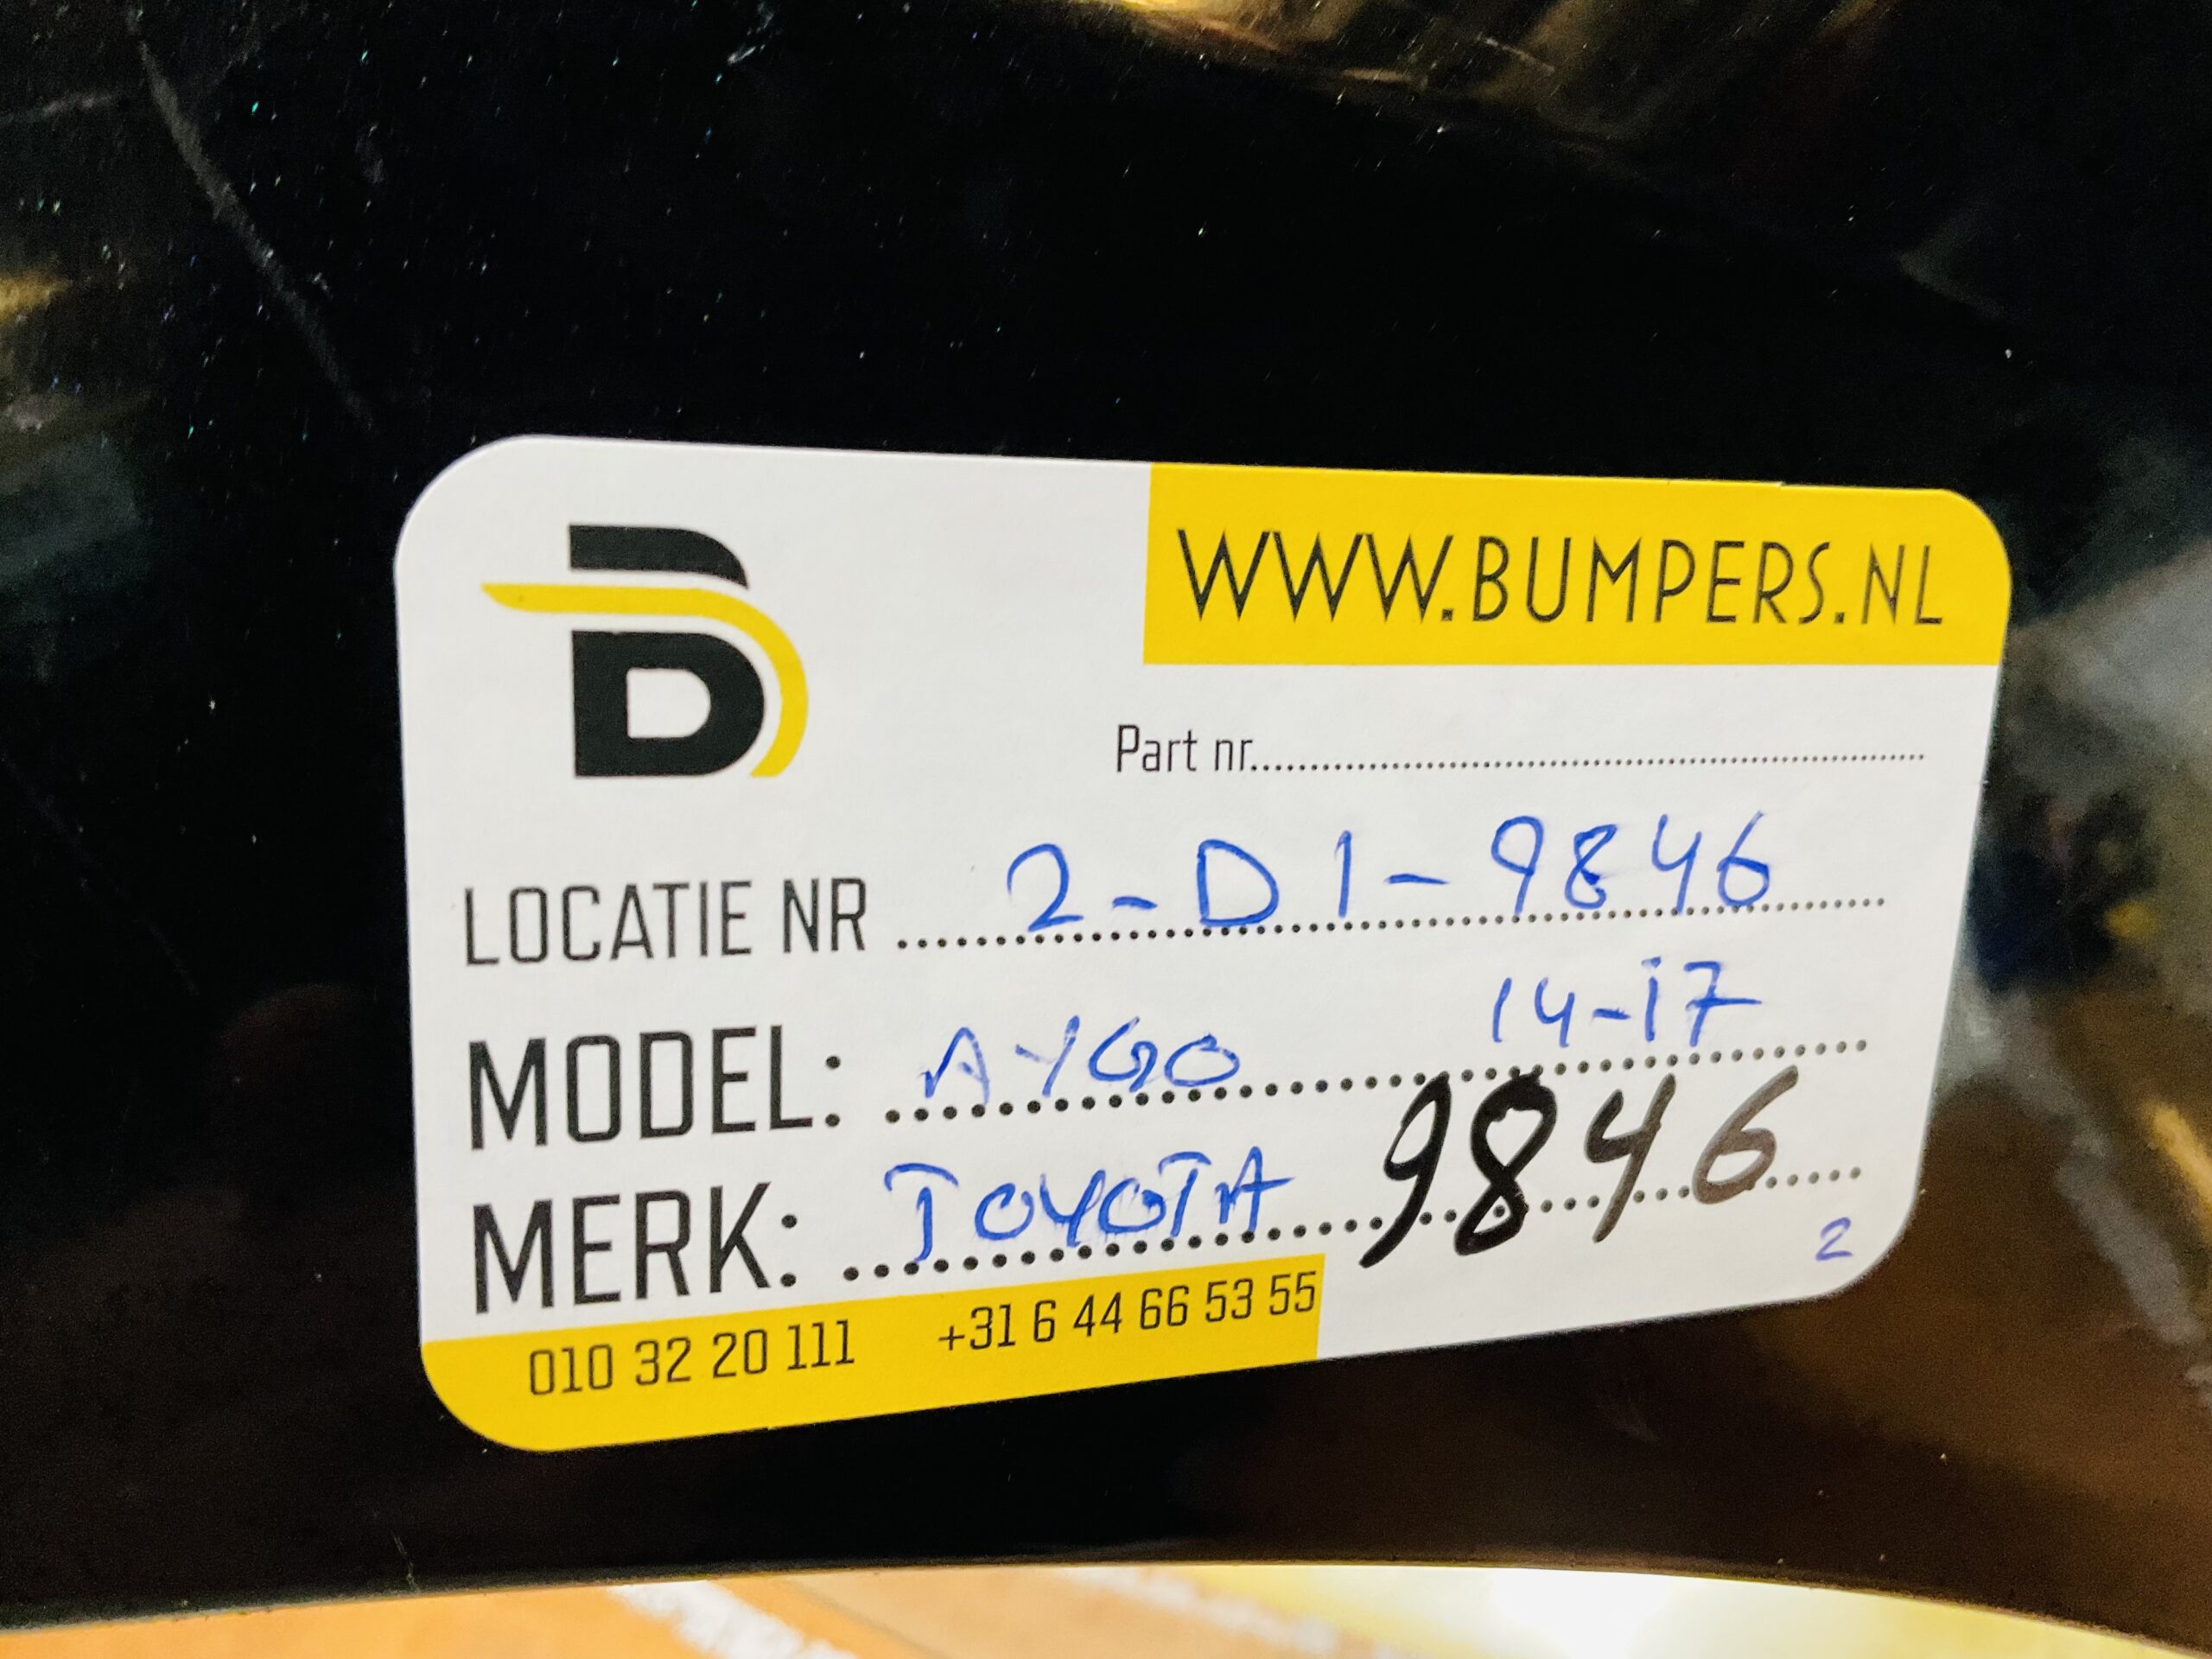 WWW.BUMPERS.NL
Part nr.
LOCATIE NR 2-D1-9846
MODEL: AYGO 14-17
MERK: TOYOTA 9846
2
010 32 20 111 +31 6 44 66 53 55